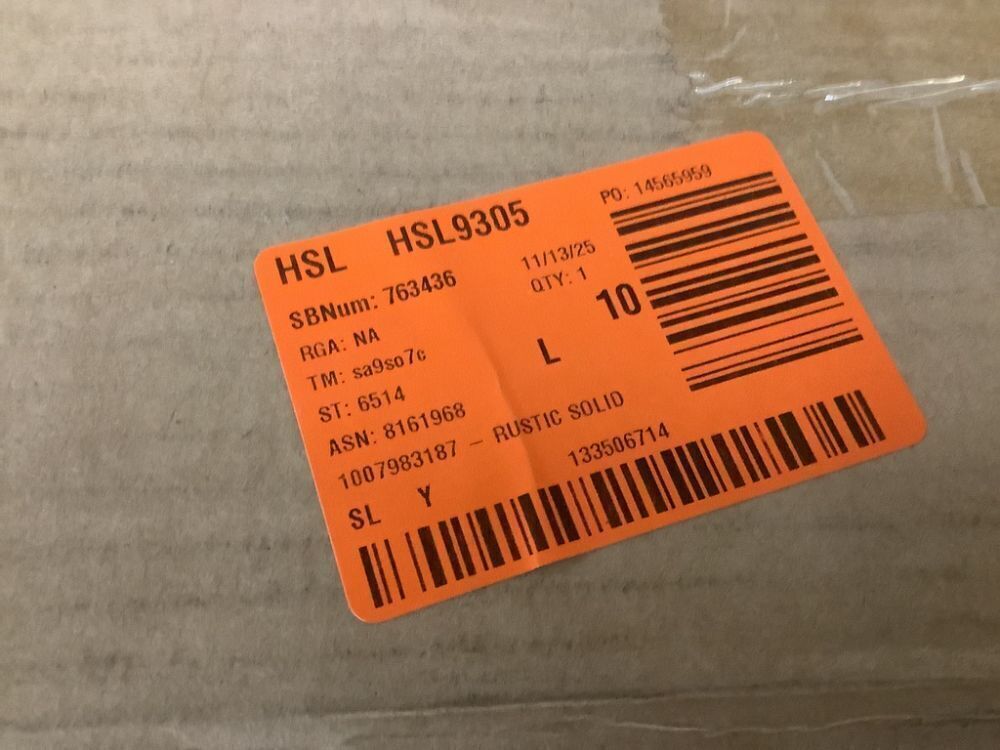 HSL HSL9305
PO: 14565959
SBNum: 763436
11/13/25
RGA: NA
QTY: 1
10
TM: sa9so7c
L
ST: 6514
ASN: 8161968
1007983187 - RUSTIC SOLID
133506714
SL Y